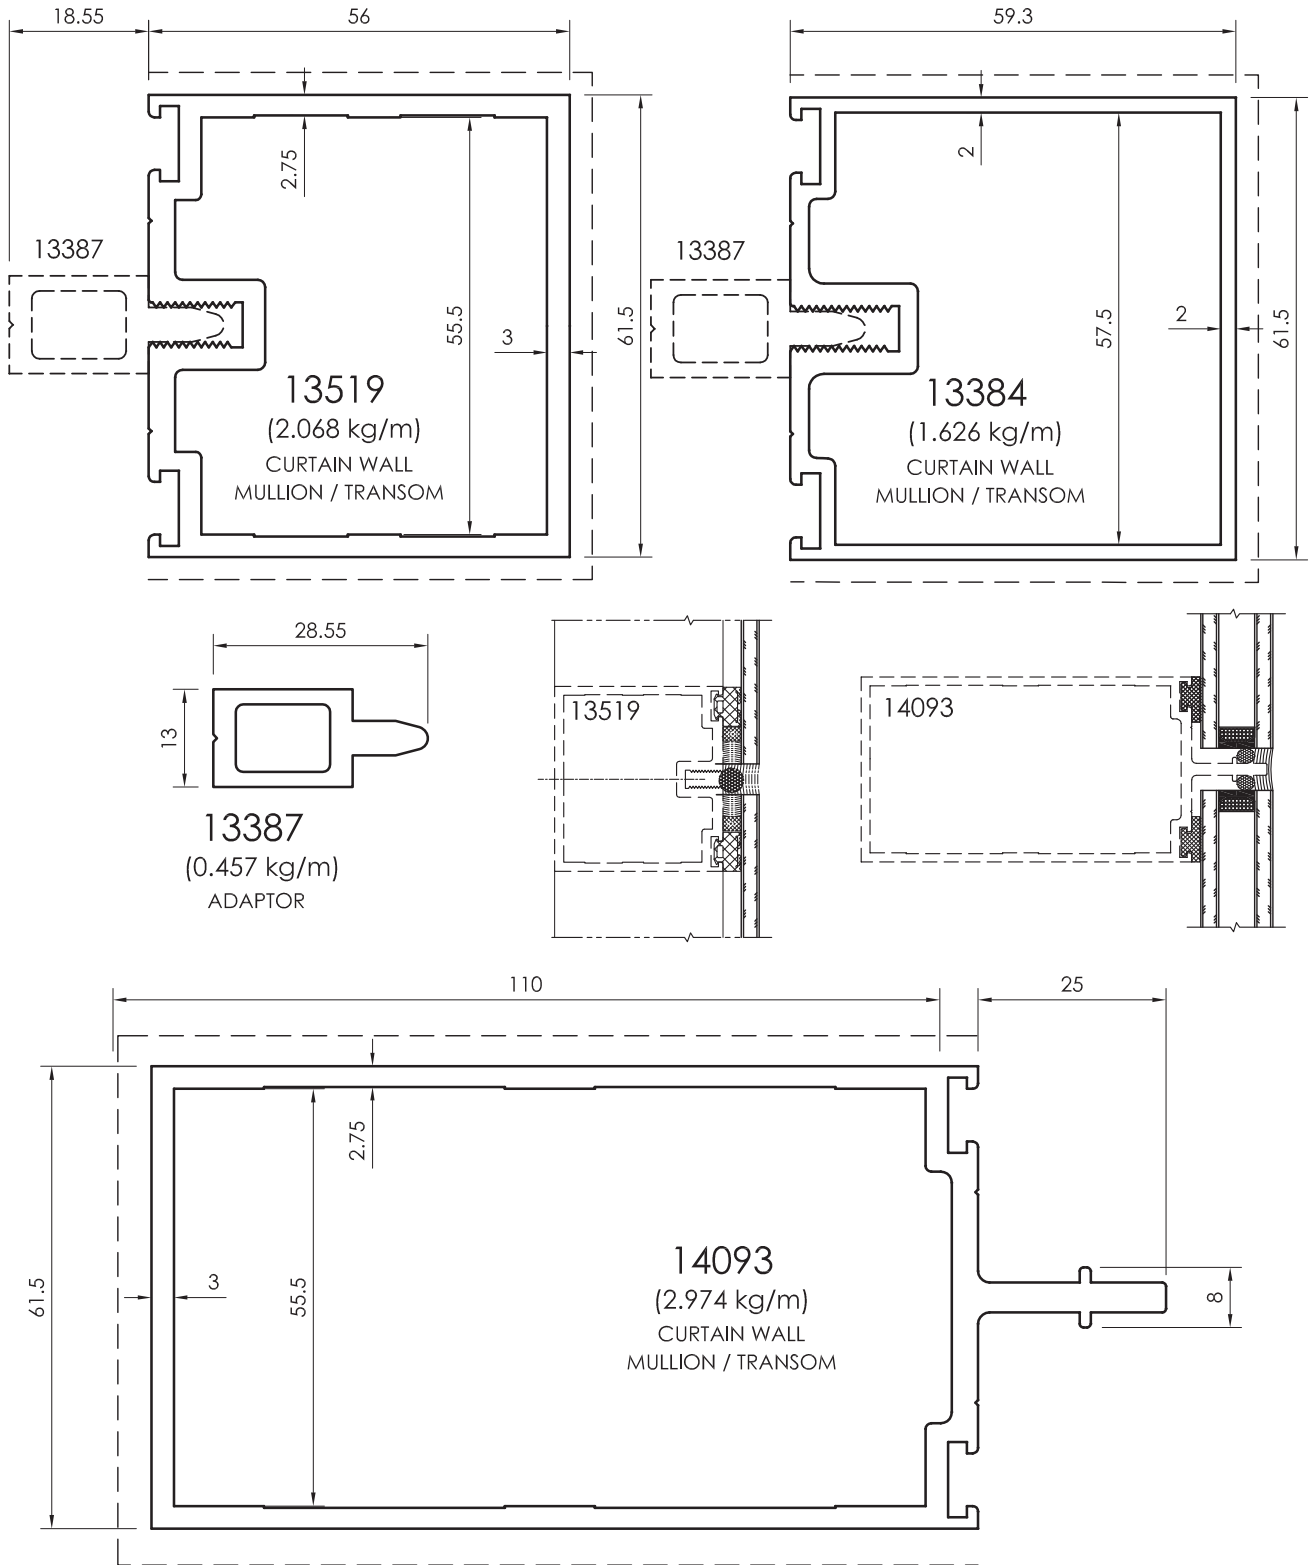 18.55
56
59.3
13387
2.75
55.5
3
61.5
13519
(2.068 kg/m)
CURTAIN WALL
MULLION / TRANSOM
13387
2
57.5
2
61.5
13384
(1.626 kg/m)
CURTAIN WALL
MULLION / TRANSOM
28.55
13
13387
(0.457 kg/m)
ADAPTOR
13519
14093
110
25
61.5
3
55.5
2.75
14093
(2.974 kg/m)
CURTAIN WALL
MULLION / TRANSOM
8